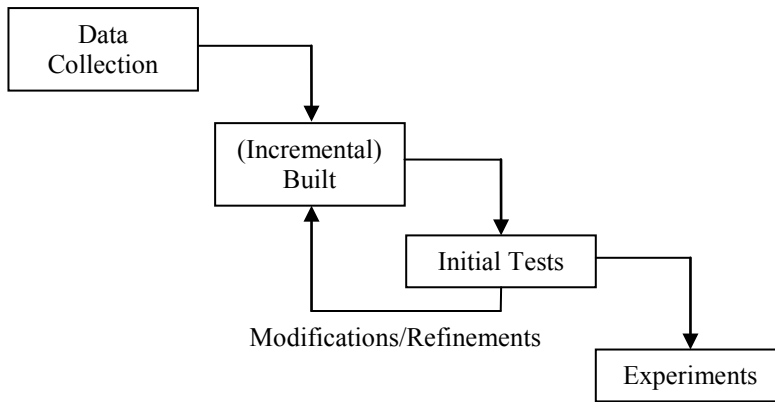 Data
Collection
(Incremental)
Built
Initial Tests
Modifications/Refinements
Experiments